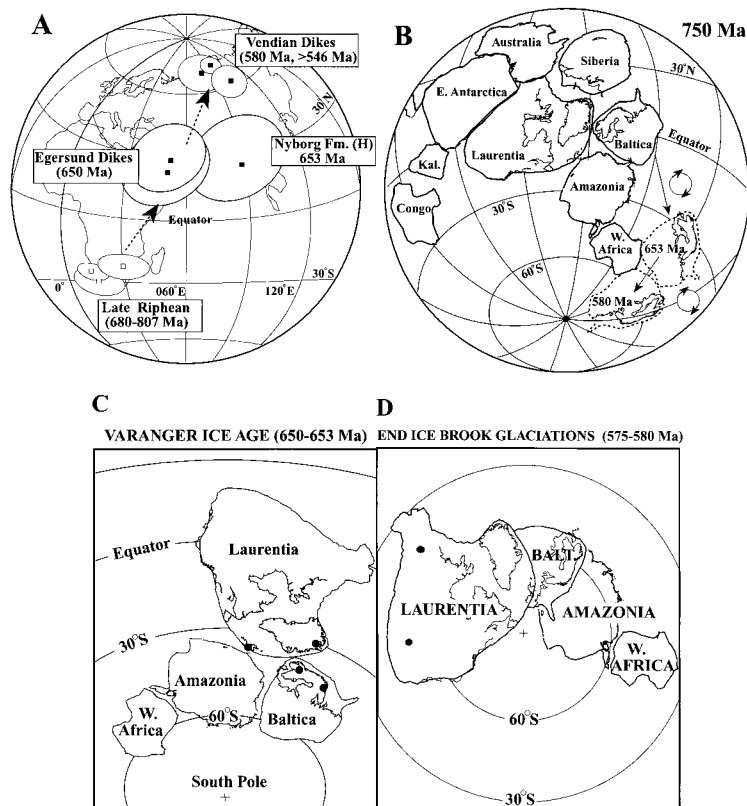 A
Vendian Dikes
(580 Ma, >546 Ma)
30°N
Egersund Dikes
(650 Ma)
Nyborg Fm. (H)
653 Ma
Equator
30°S
0°
060°E
120°E
Late Riphean
(680-807 Ma)
B
750 Ma
Australia
Siberia
30°N
E. Antarctica
Laurentia
Baltica
Equator
Kal.
Amazonia
Congo
30°S
W.
Africa
653 Ma
60°S
580 Ma
C
VARANGER ICE AGE (650-653 Ma)
Equator
Laurentia
30°S
Amazonia
W.
Africa
60°S
Baltica
South Pole
D
END ICE BROOK GLACIATIONS (575-580 Ma)
BALT.
LAURENTIA
AMAZONIA
W.
AFRICA
60°S
30°S